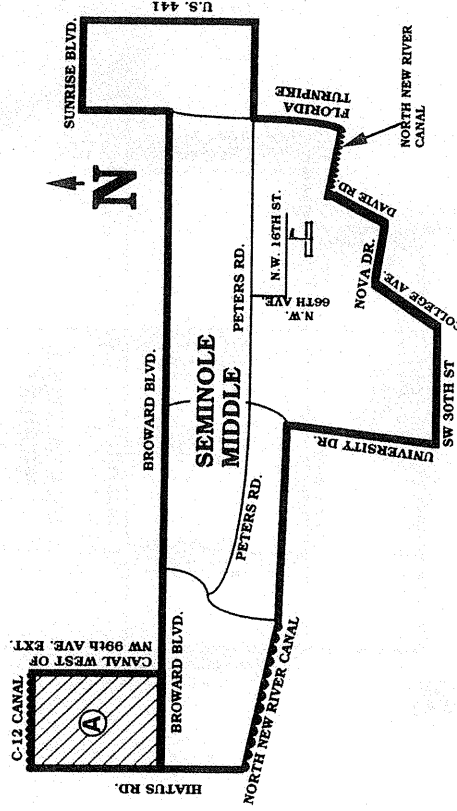 U.S. 441
SUNRISE BLVD.
FLORIDA
TURNPIKE
NORTH NEW RIVER
CANAL
N
DAVIE RD.
N.W. 16TH ST.
PETERS RD.
N.W.
66TH AVE.
NOVA DR.
COLLEGE AVE.
BROWARD BLVD.
SEMINOLE
MIDDLE
SW 30TH ST
UNIVERSITY DR.
PETERS RD.
CANAL WEST OF
NW 99th AVE. EXT.
C-12 CANAL
A
BROWARD BLVD.
NORTH NEW RIVER CANAL
HIATUS RD.